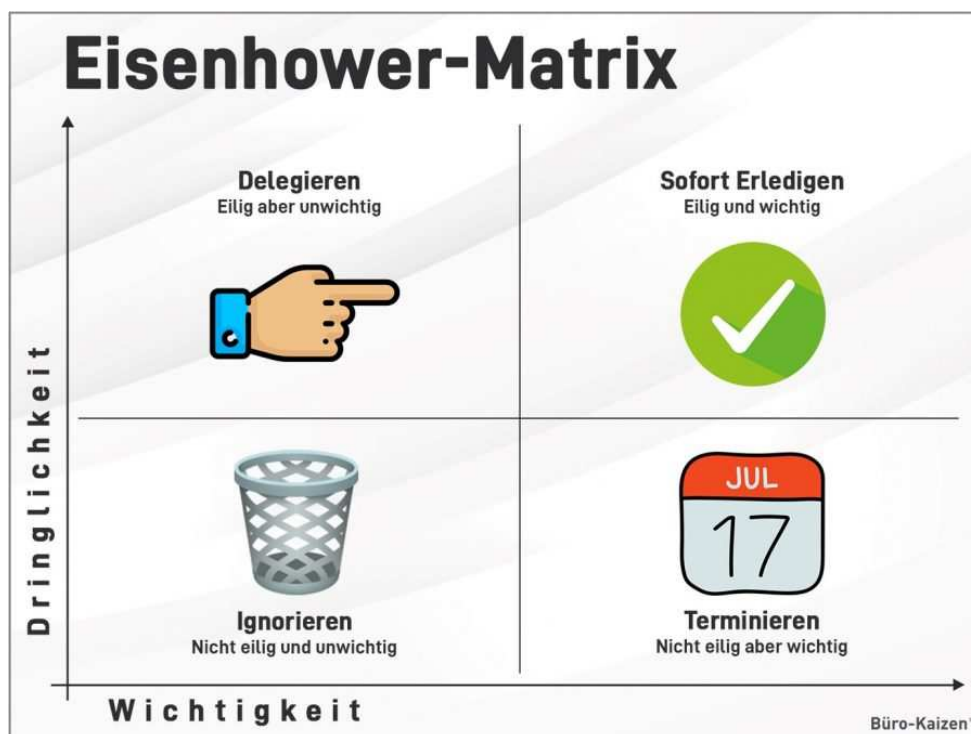 Eisenhower-Matrix
Delegieren
Eilig aber unwichtig
Sofort Erledigen
Eilig und wichtig
Dringlichkeit
JUL
17
Ignorieren
Nicht eilig und unwichtig
Terminieren
Nicht eilig aber wichtig
Wichtigkeit
Büro-Kaizen